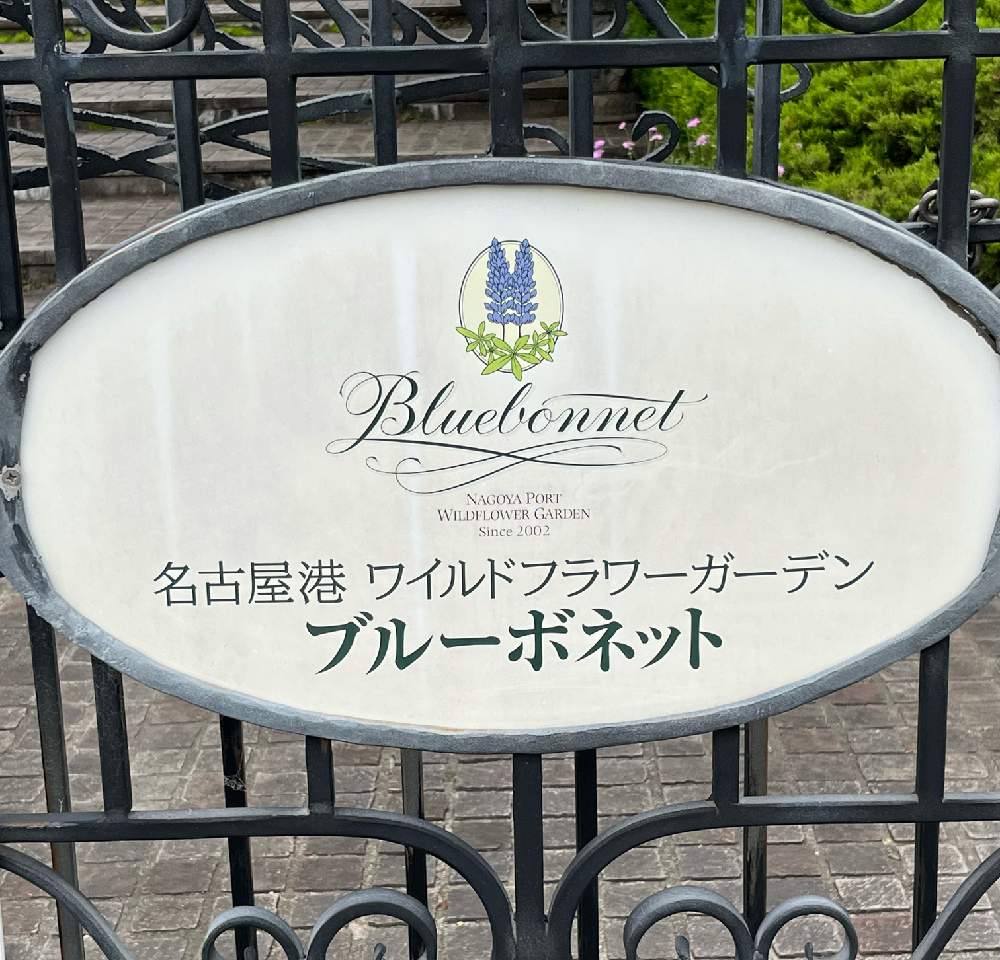 Bluebonnet
NAGOYA PORT
WILDFLOWER GARDEN
Since 2002
名古屋港 ワイルドフラワーガーデン
ブルーボネット